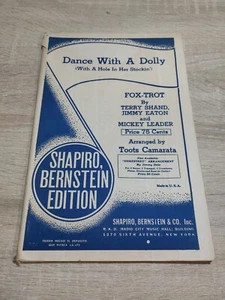 Dance With A Dolly
(With A Hole In Her Stockin')
FOX-TROT
By
TERRY SHAND,
JIMMY EATON
and
MICKEY LEADER
Price 75 Cents
Arranged by
Toots Camarata
SHAPIRO,
BERNSTEIN
EDITION
Made in U.S.A.
SHAPIRO, BERNSTEIN & CO. Inc.
R.K.O. (RADIO CITY MUSIC HALL) BUILDING
1270 SIXTH AVENUE, NEW YORK